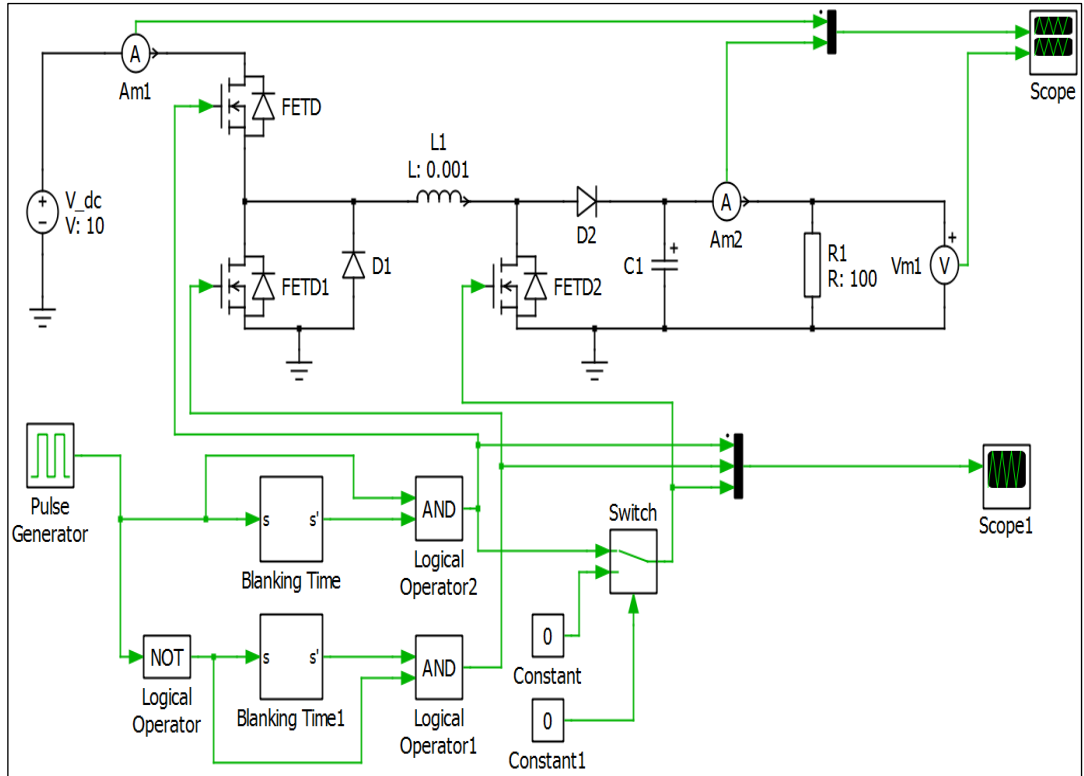 A
Am1
Scope
FETD
L1
L: 0.001
+
-
V_dc
V: 10
D2
A
Am2
FETD1
D1
FETD2
C1
+
R1
R: 100
Vm1
+
V
Pulse
Generator
s
s'
Blanking Time
AND
Logical
Operator2
Switch
Scope1
NOT
Logical
Operator
s
s'
Blanking Time1
AND
Logical
Operator1
0
Constant
0
Constant1